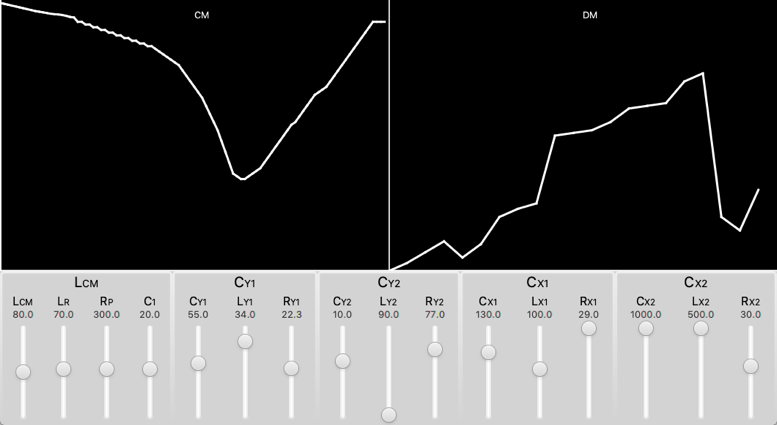 CM
DM
LCM
CY1
CY2
CX1
CX2
LCM LR RP C1
80.0 70.0 300.0 20.0
CY1 LY1 RY1
55.0 34.0 22.3
CY2 LY2 RY2
10.0 90.0 77.0
CX1 LX1 RX1
130.0 100.0 29.0
CX2 LX2 RX2
1000.0 500.0 30.0